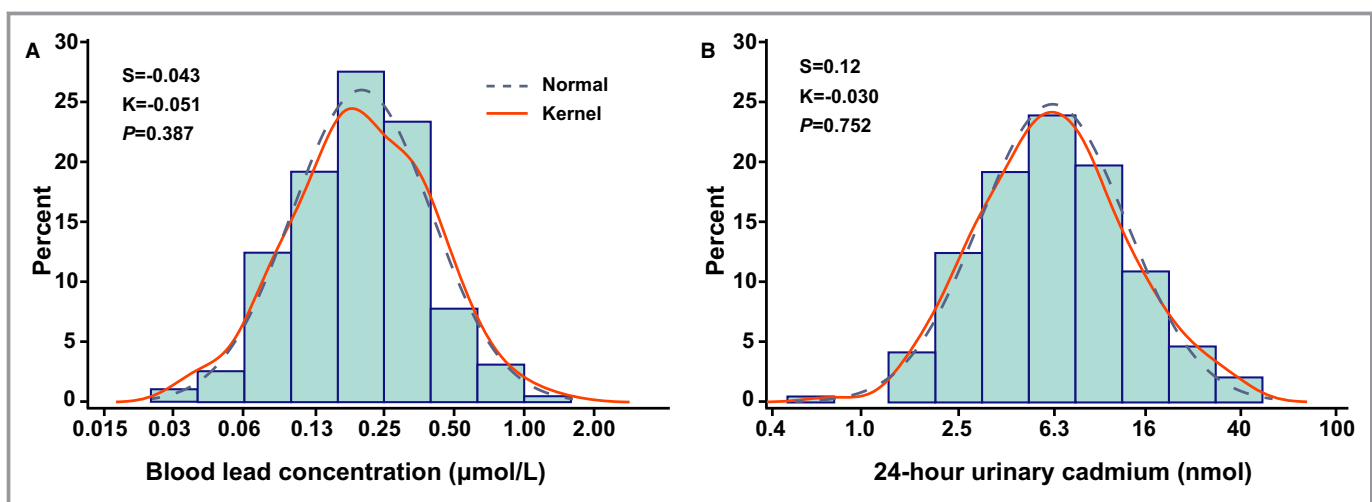 A
S=-0.043
K=-0.051
P=0.387
Normal
Kernel
Percent
30
25
20
15
10
5
0
0.015 0.03 0.06 0.13 0.25 0.50 1.00 2.00
Blood lead concentration (μmol/L)
B
S=0.12
K=-0.030
P=0.752
Percent
30
25
20
15
10
5
0
0.4 1.0 2.5 6.3 16 40 100
24-hour urinary cadmium (nmol)